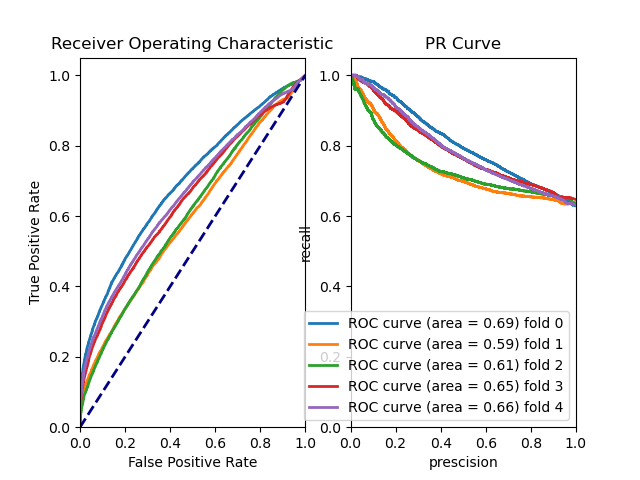 Receiver Operating Characteristic
PR Curve
1.0
0.8
0.6
0.4
0.2
0.0
True Positive Rate
0.0 0.2 0.4 0.6 0.8 1.0
False Positive Rate
1.0
0.8
0.6
0.2
0.0
recall
0.0 0.2 0.4 0.6 0.8 1.0
prescision
ROC curve (area = 0.69) fold 0
ROC curve (area = 0.59) fold 1
ROC curve (area = 0.61) fold 2
ROC curve (area = 0.65) fold 3
ROC curve (area = 0.66) fold 4